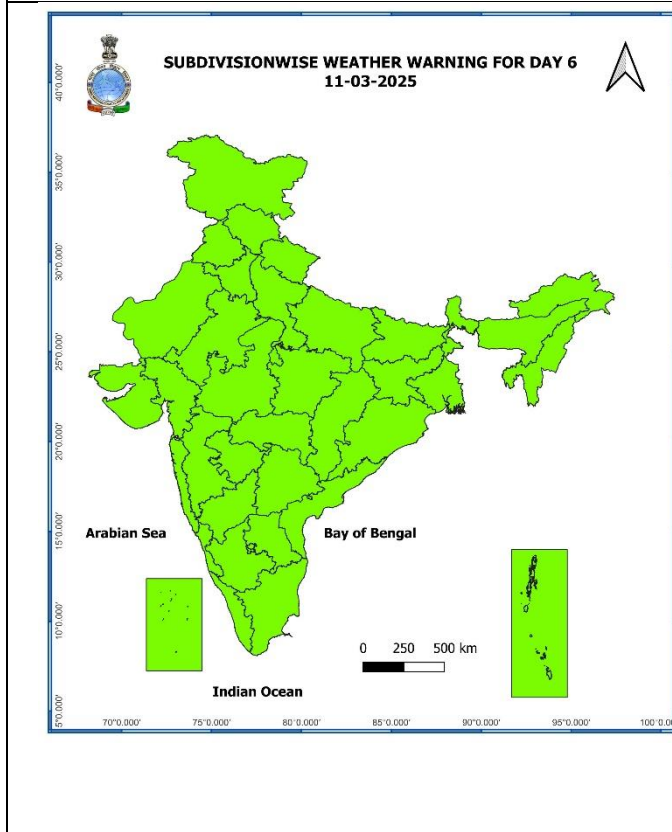 SUBDIVISIONWISE WEATHER WARNING FOR DAY 6
11-03-2025
40°0.000'
35°0.000'
30°0.000'
25°0.000'
20°0.000'
15°0.000'
10°0.000'
5°0.000'
Arabian Sea
Bay of Bengal
0 250 500 km
Indian Ocean
70°0.000' 75°0.000' 80°0.000' 85°0.000' 90°0.000' 95°0.000' 100°0.0